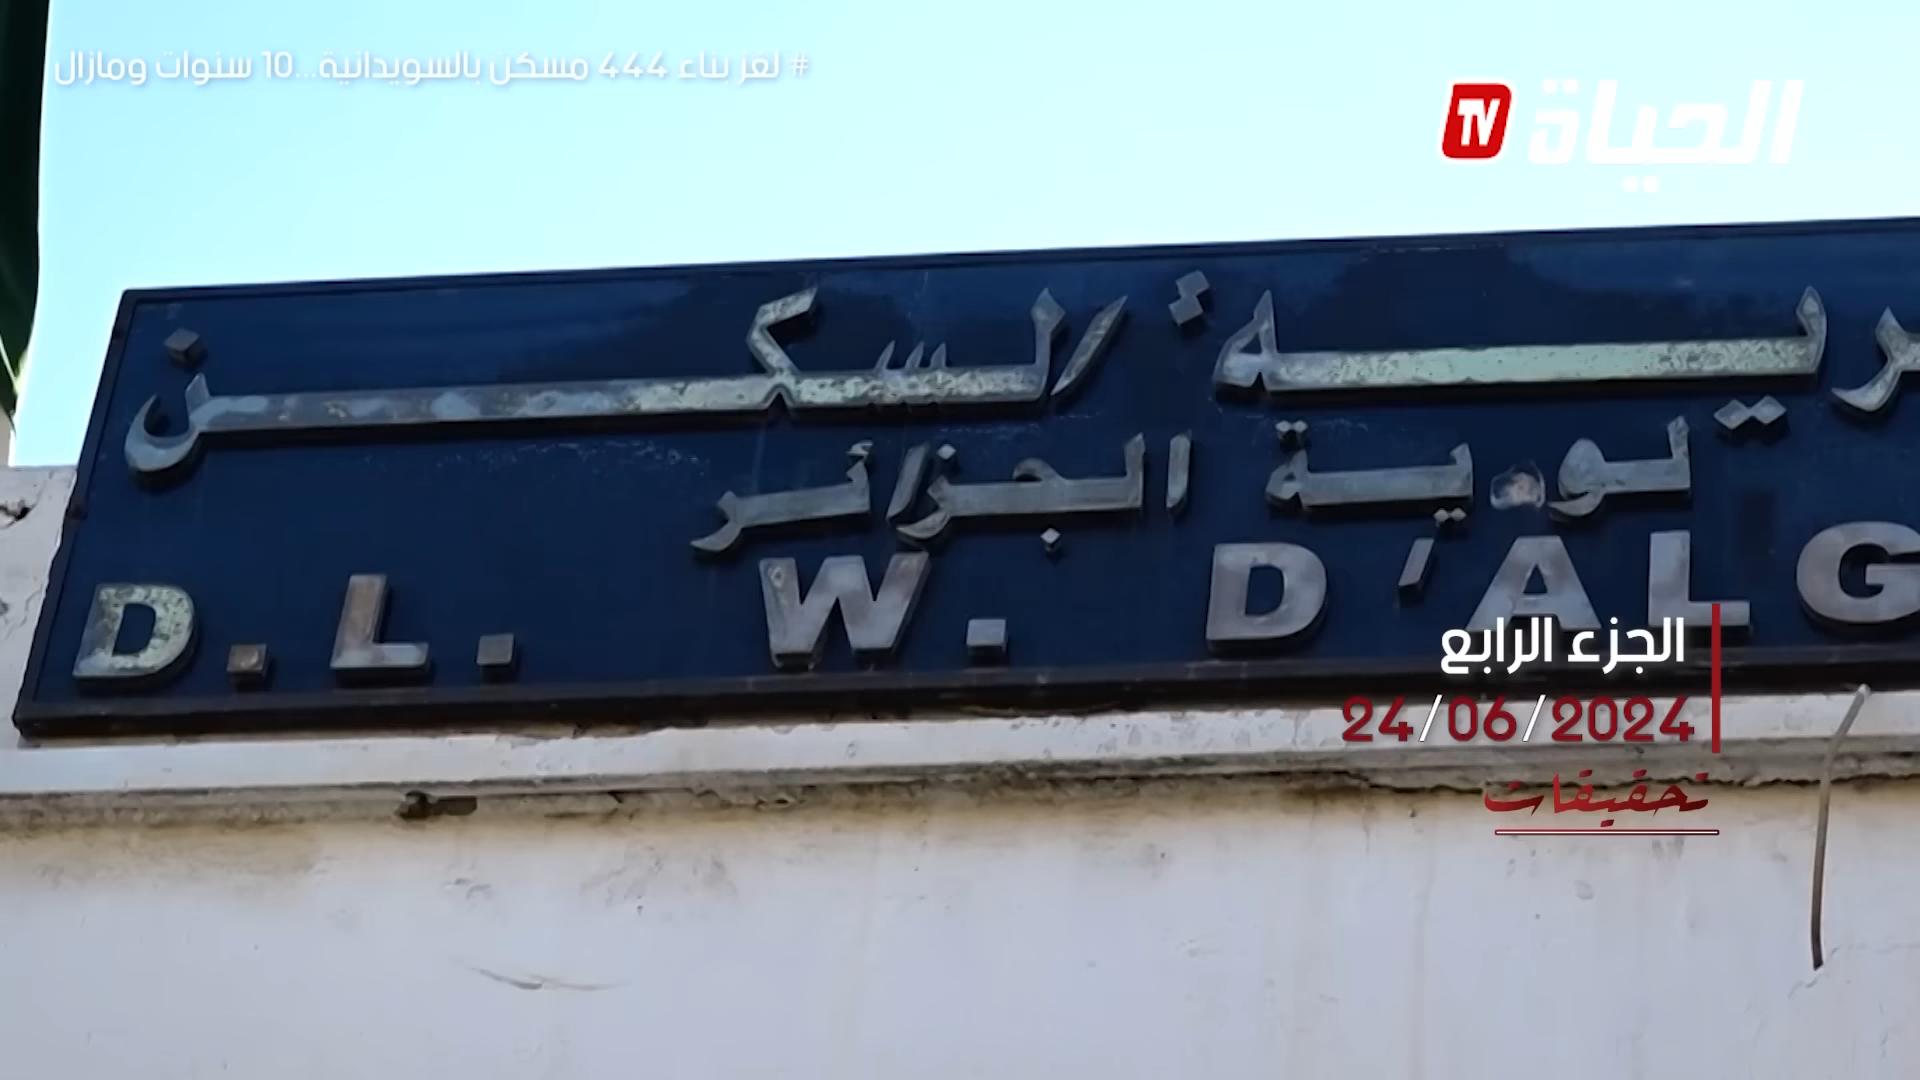 # لغز بناء 444 مسكن بالسويدانية...10 سنوات ومازال
الحياة TV
ـرية السكن
لولاية الجزائر
D.L. W. D'ALG
الجزء الرابع
24/06/2024
تحقيقات